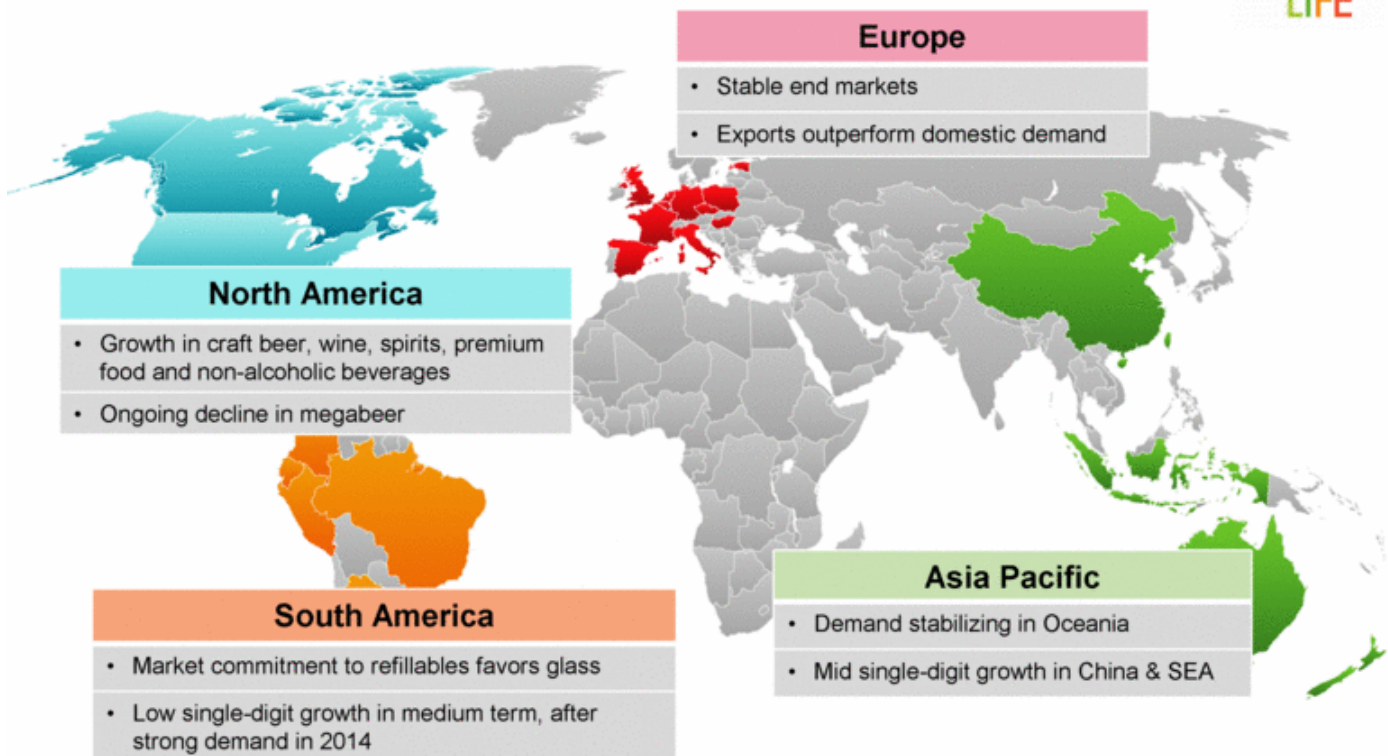 LIFE
Europe
• Stable end markets
• Exports outperform domestic demand
North America
• Growth in craft beer, wine, spirits, premium
food and non-alcoholic beverages
• Ongoing decline in megabeer
South America
• Market commitment to refillables favors glass
• Low single-digit growth in medium term, after
strong demand in 2014
Asia Pacific
• Demand stabilizing in Oceania
• Mid single-digit growth in China & SEA